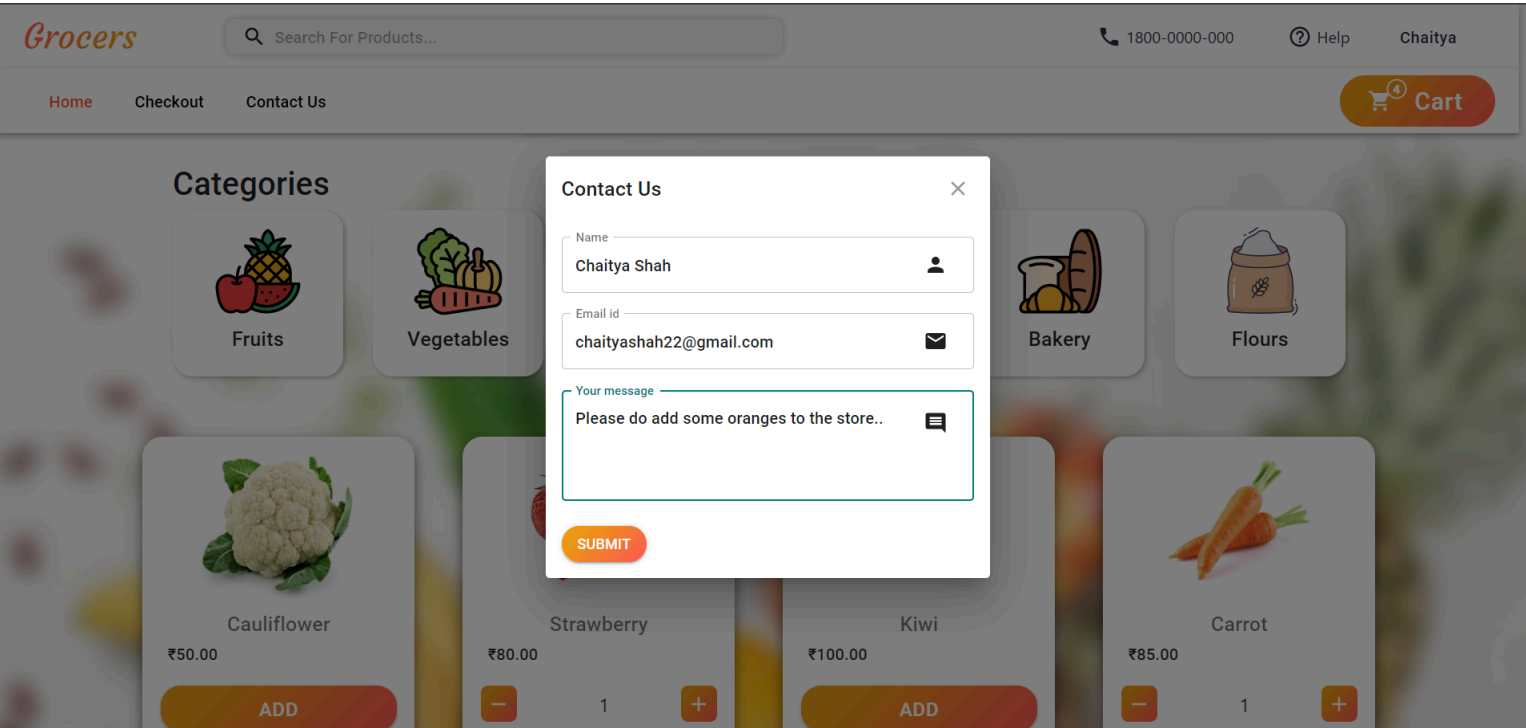 Grocers
Search For Products...
1800-0000-000
Help
Chaitya
Home
Checkout
Contact Us
4
Cart
Categories
Contact Us
Name
Chaitya Shah
Email id
chaityashah22@gmail.com
Your message
Please do add some oranges to the store..
SUBMIT
Fruits
Vegetables
Bakery
Flours
Cauliflower
Strawberry
Kiwi
Carrot
₹50.00
₹80.00
₹100.00
₹85.00
ADD
1
ADD
1